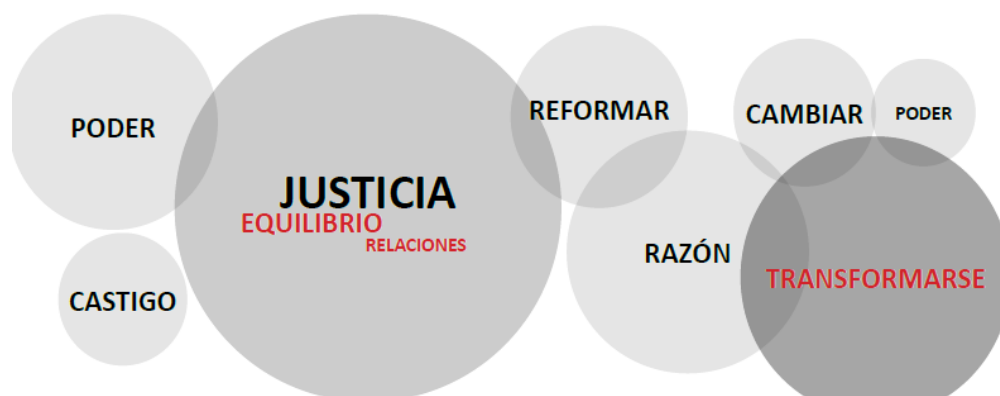 PODER
JUSTICIA
EQUILIBRIO
RELACIONES
CASTIGO
REFORMAR
RAZÓN
CAMBIAR
PODER
TRANSFORMARSE